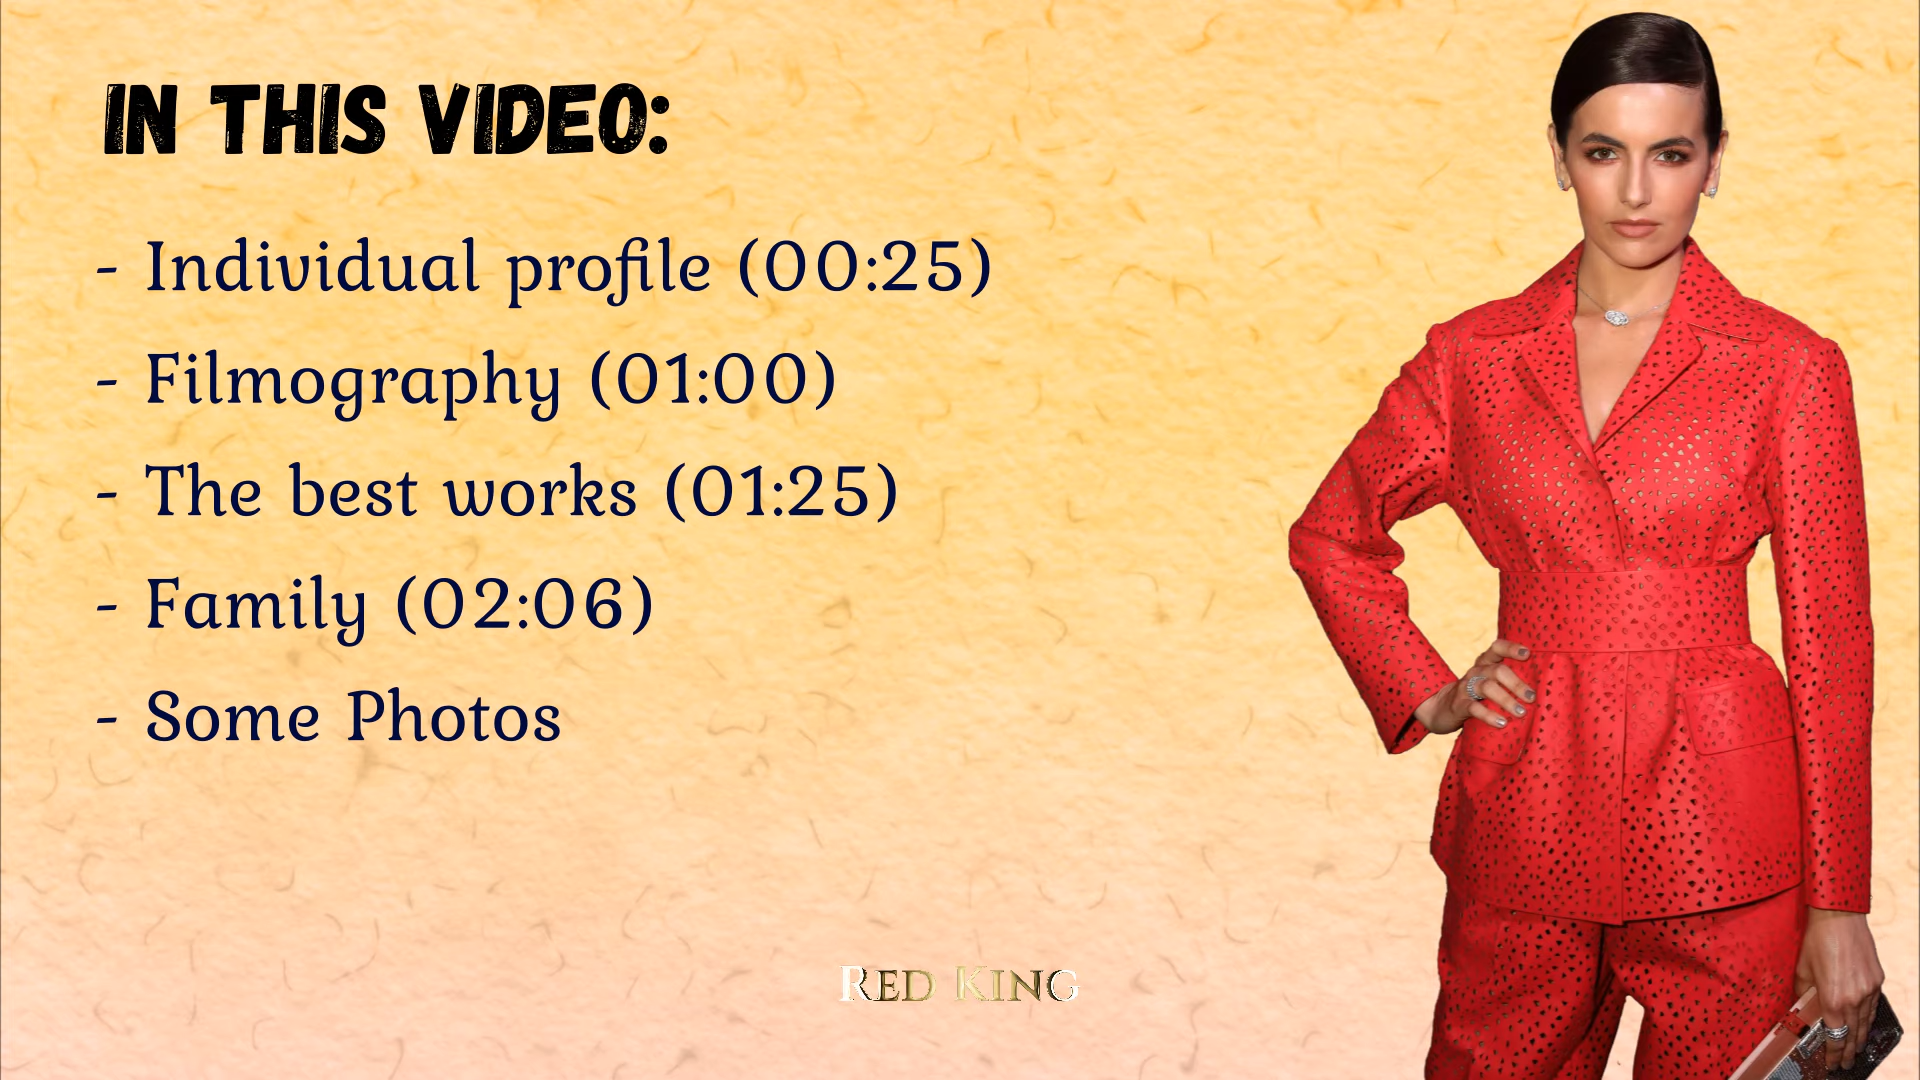 IN THIS VIDEO:
- Individual profile (00:25)
- Filmography (01:00)
- The best works (01:25)
- Family (02:06)
- Some Photos
RED KING